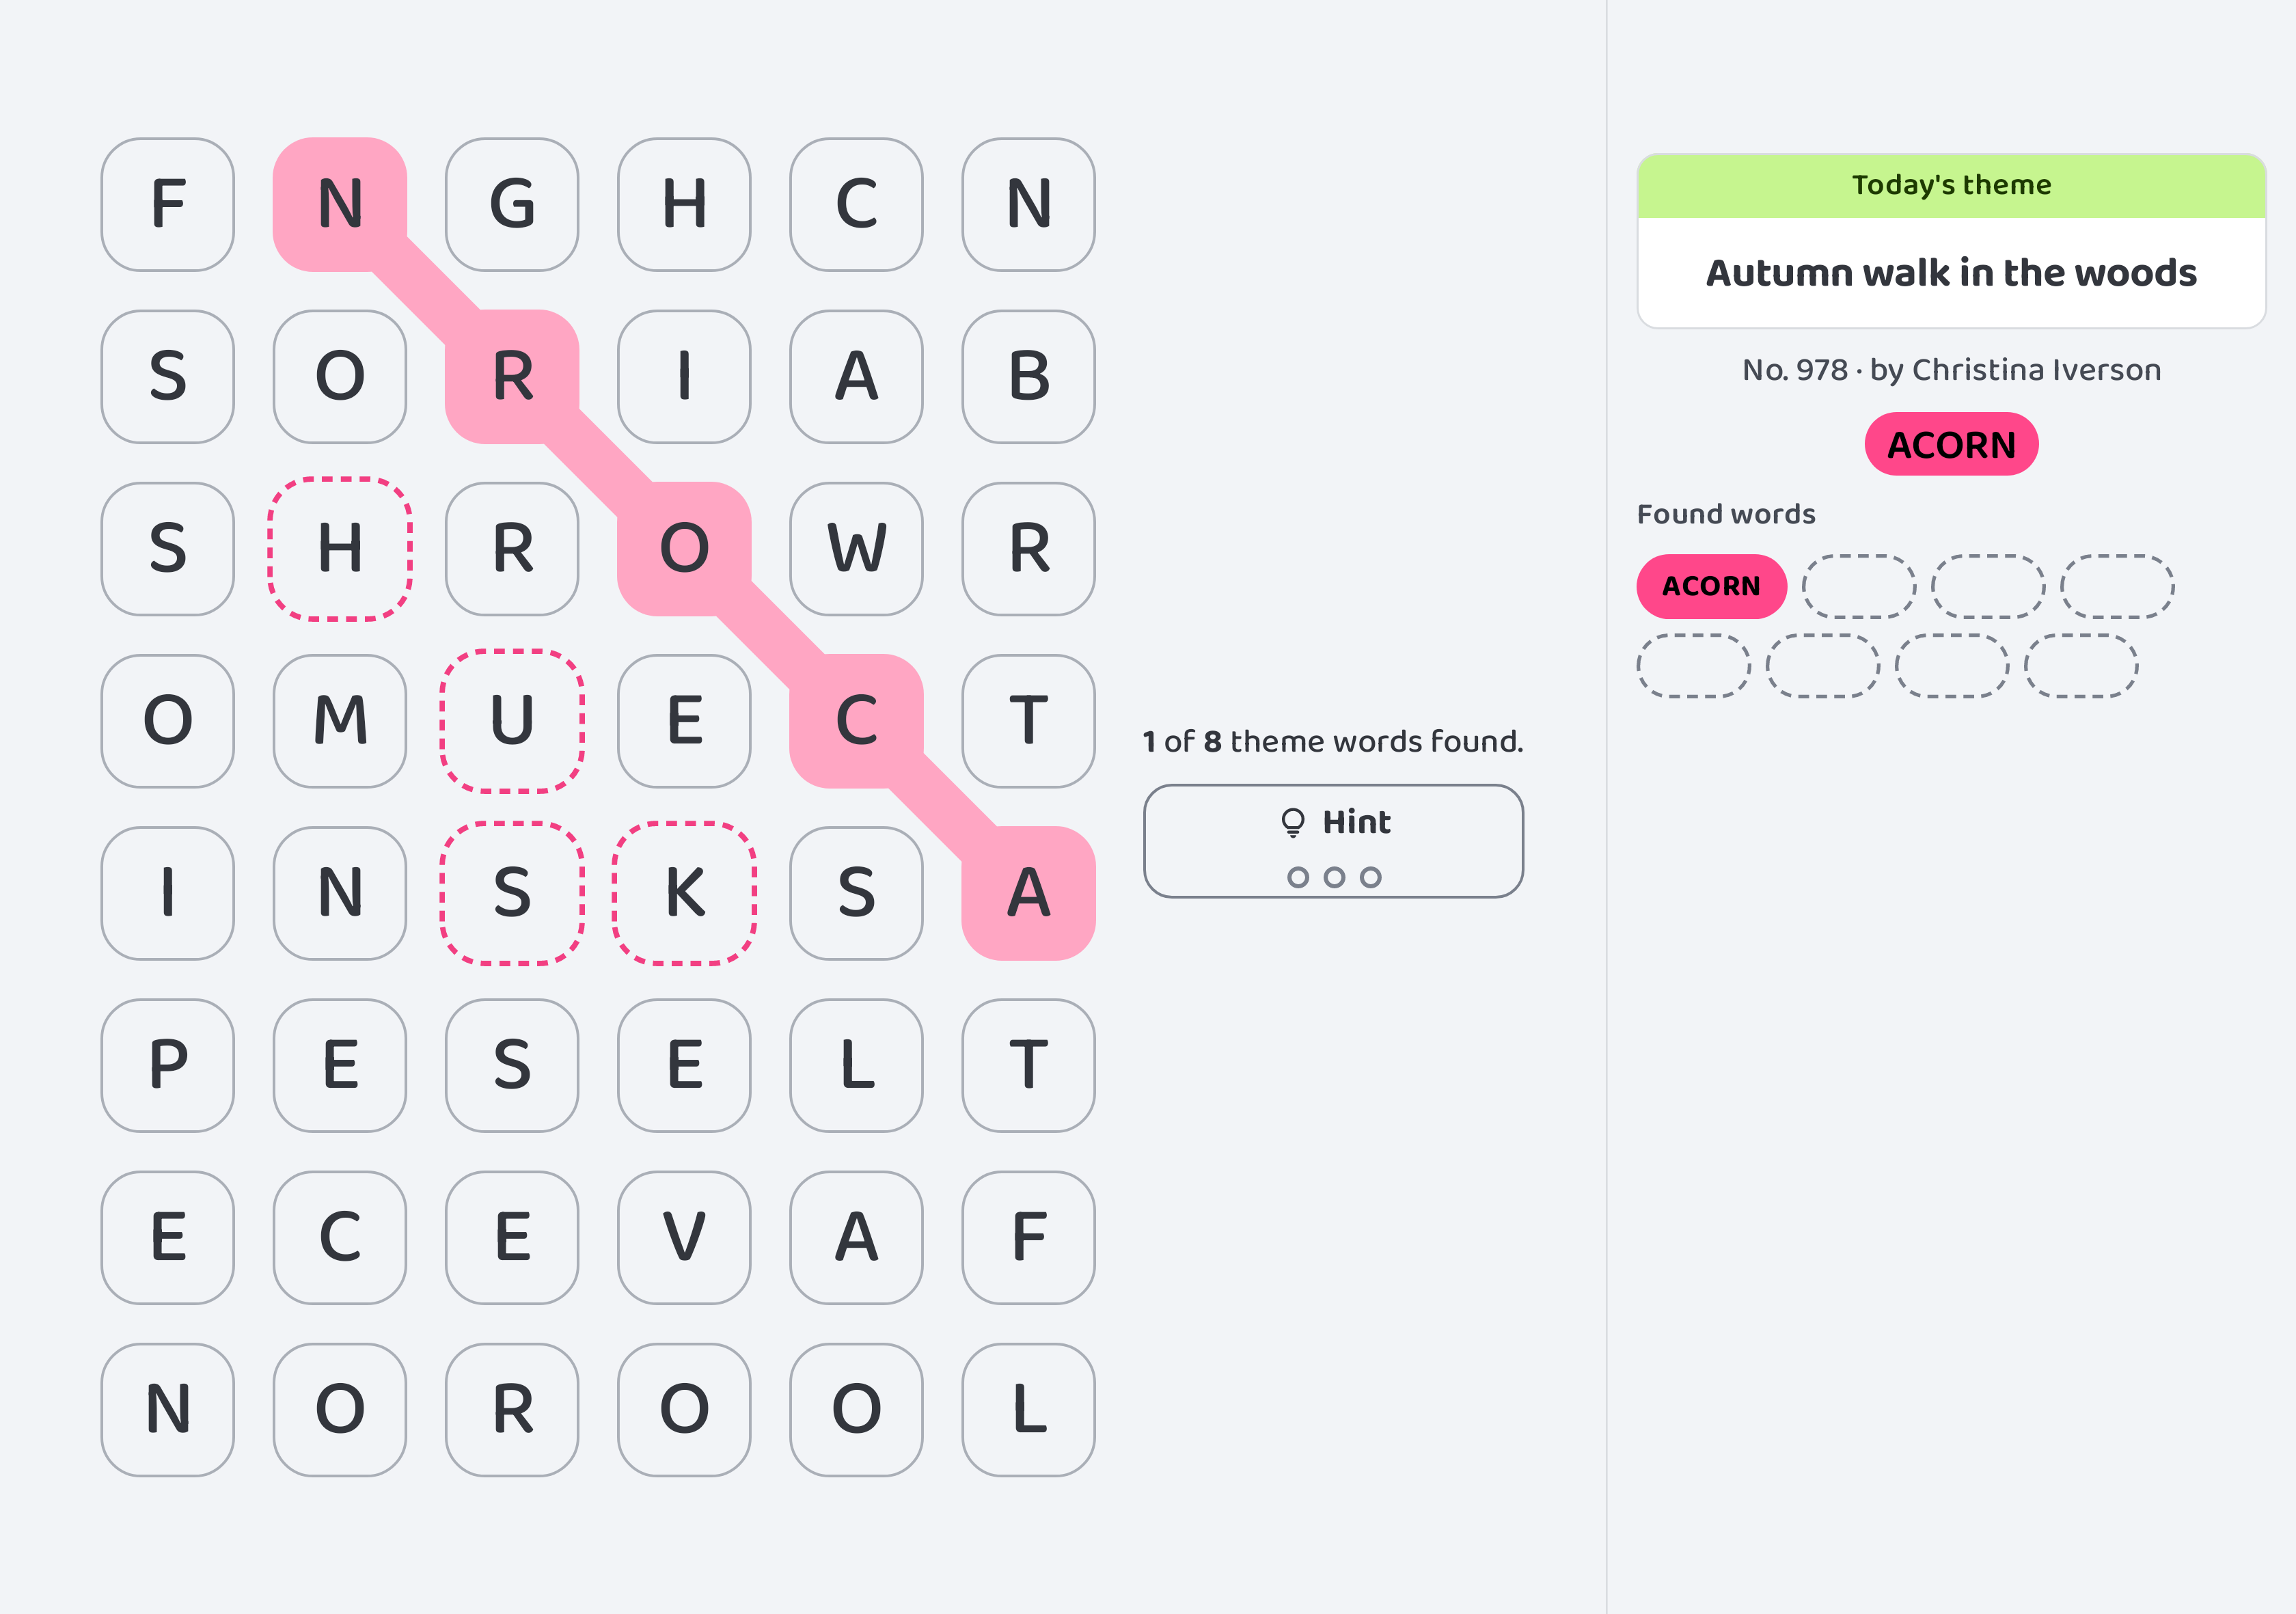 F N G H C N
S O R I A B
S H R O W R
O M U E C T
I N S K S A
P E S E L T
E C E V A F
N O R O O L
1 of 8 theme words found.
Hint
Today's theme
Autumn walk in the woods
No. 978 · by Christina Iverson
ACORN
Found words
ACORN